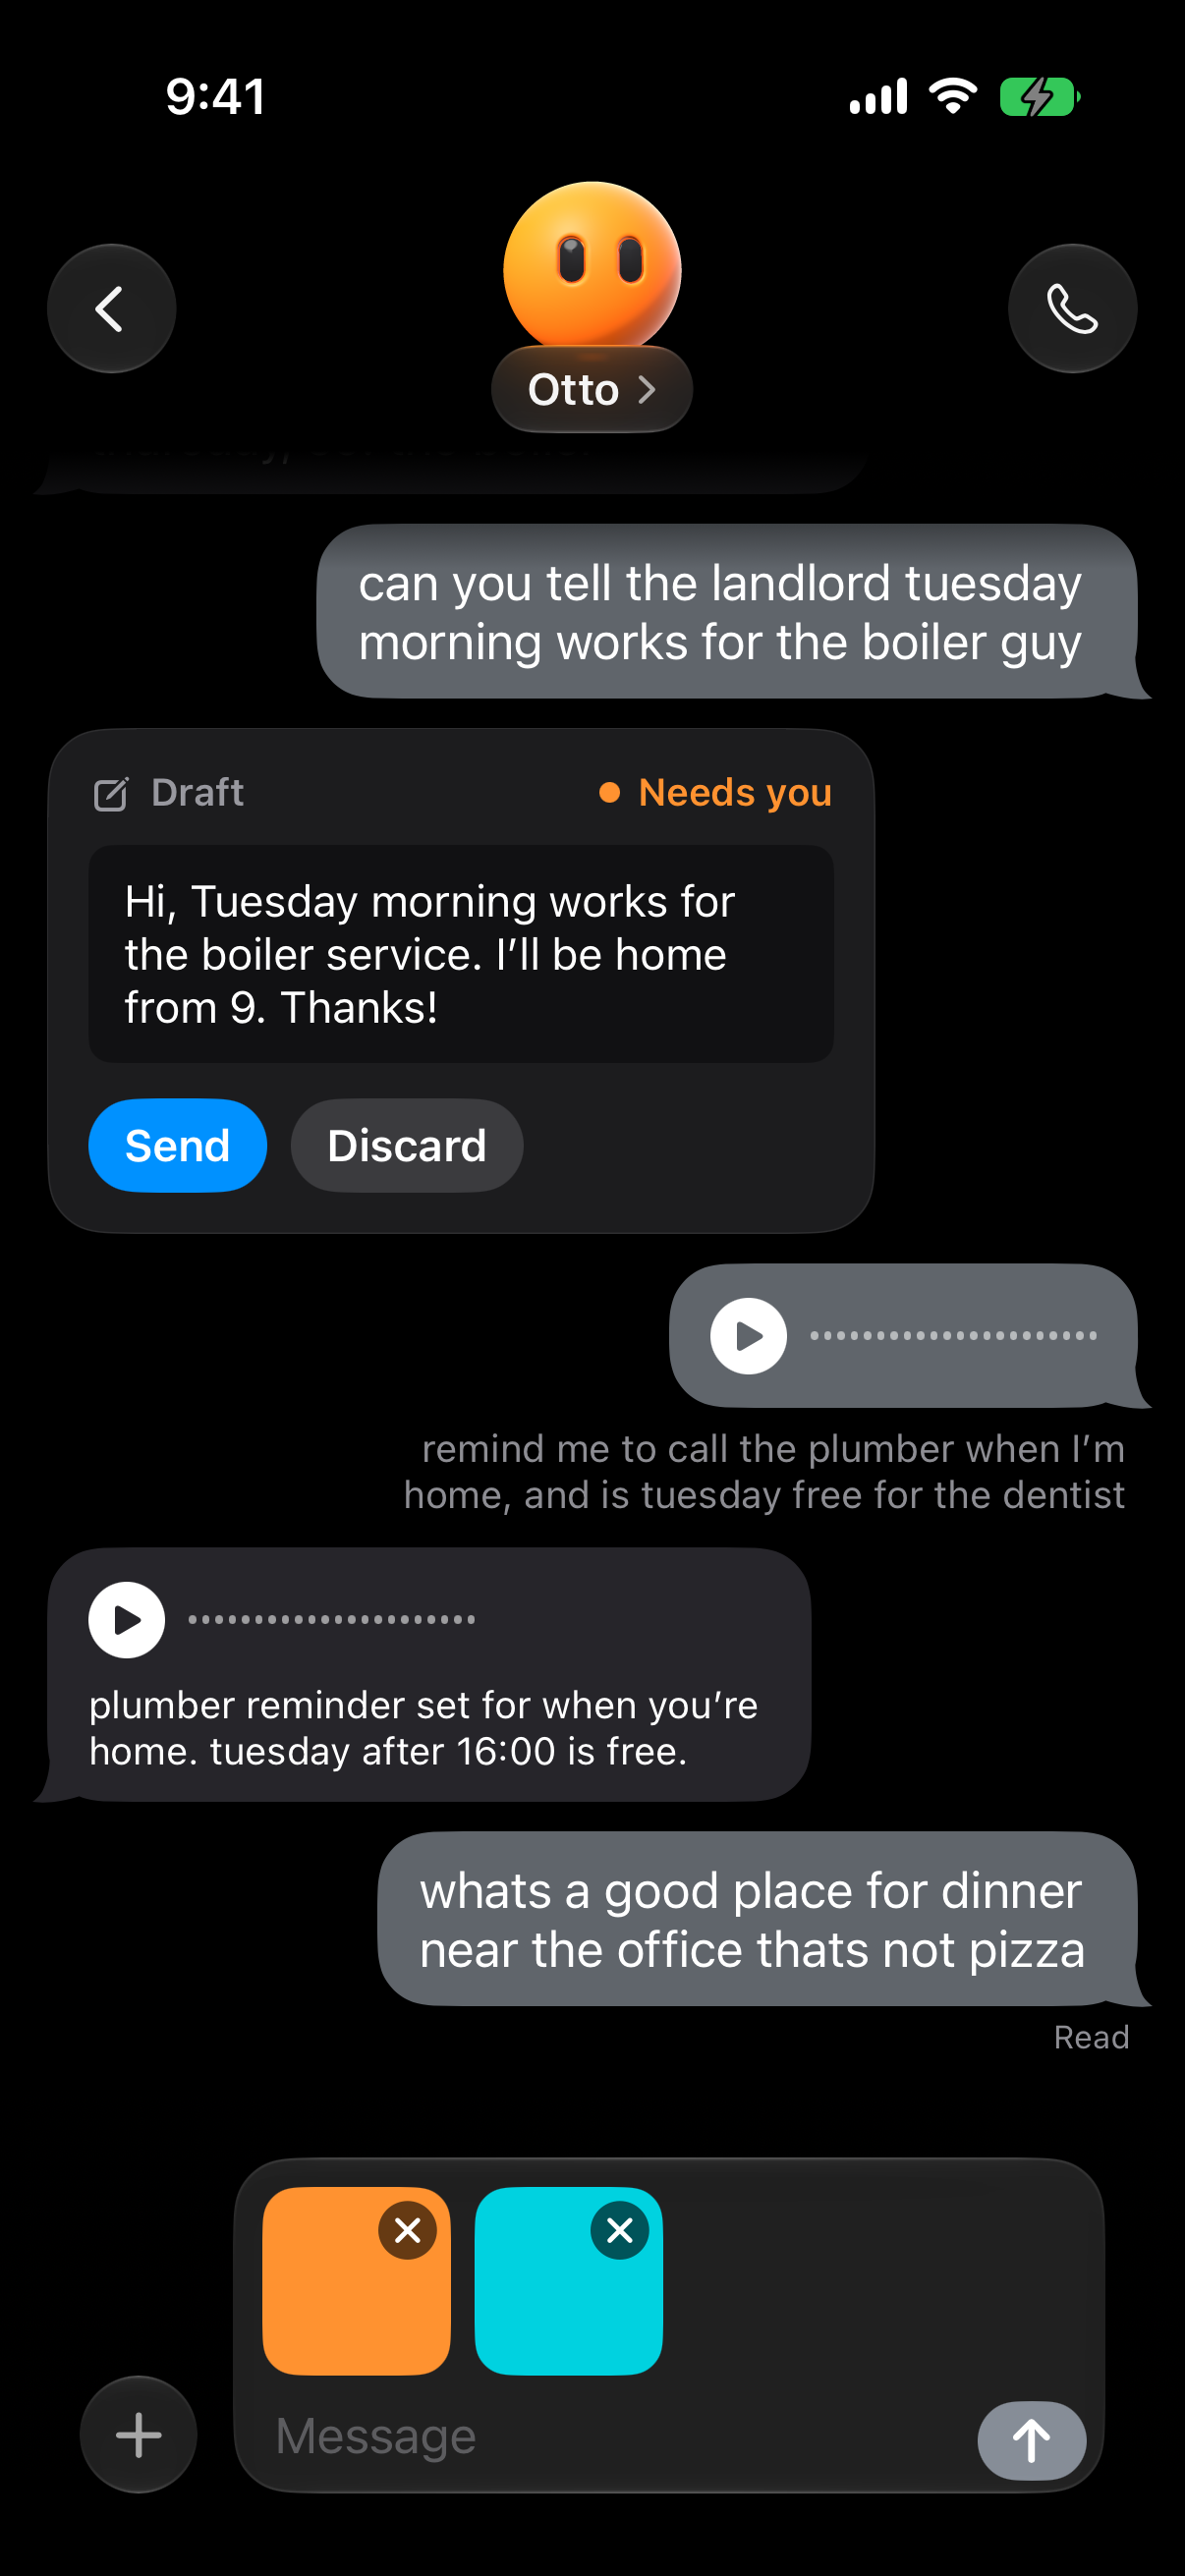 9:41
Otto
can you tell the landlord tuesday
morning works for the boiler guy
Draft
Needs you
Hi, Tuesday morning works for
the boiler service. I’ll be home
from 9. Thanks!
Send
Discard
remind me to call the plumber when I’m
home, and is tuesday free for the dentist
plumber reminder set for when you’re
home. tuesday after 16:00 is free.
whats a good place for dinner
near the office thats not pizza
Read
Message